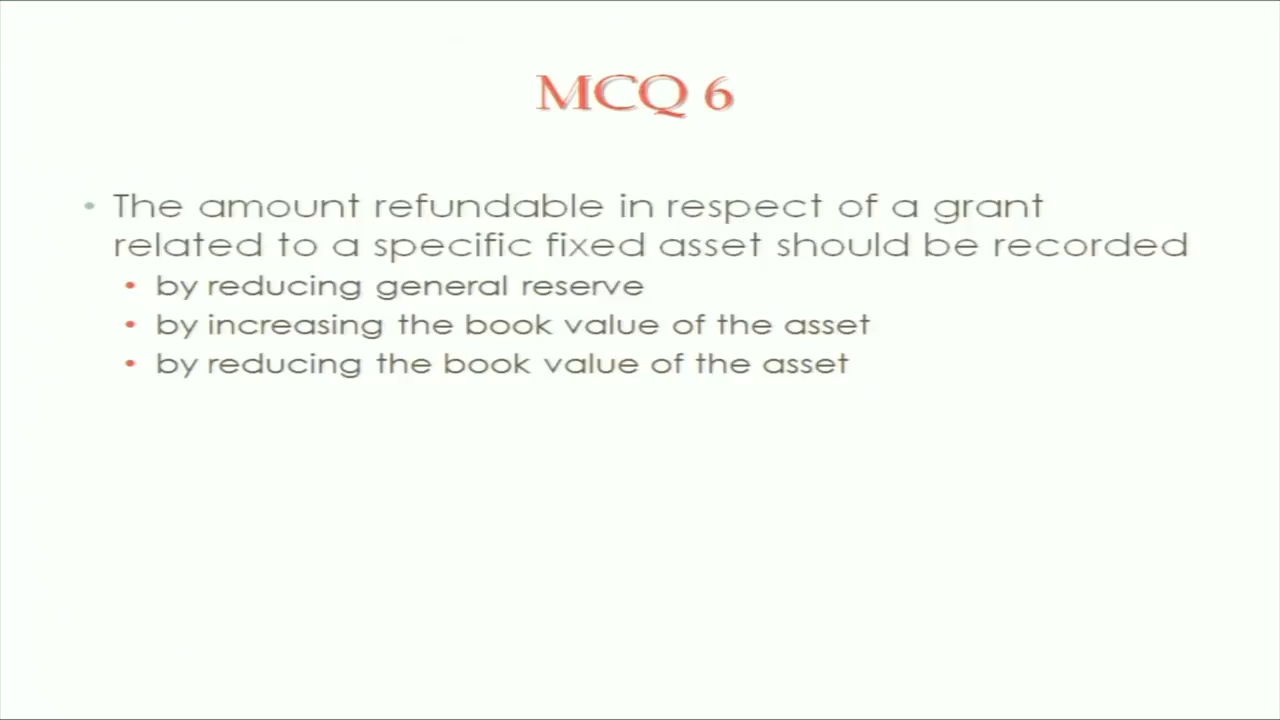 MCQ 6
• The amount refundable in respect of a grant
related to a specific fixed asset should be recorded
• by reducing general reserve
• by increasing the book value of the asset
• by reducing the book value of the asset